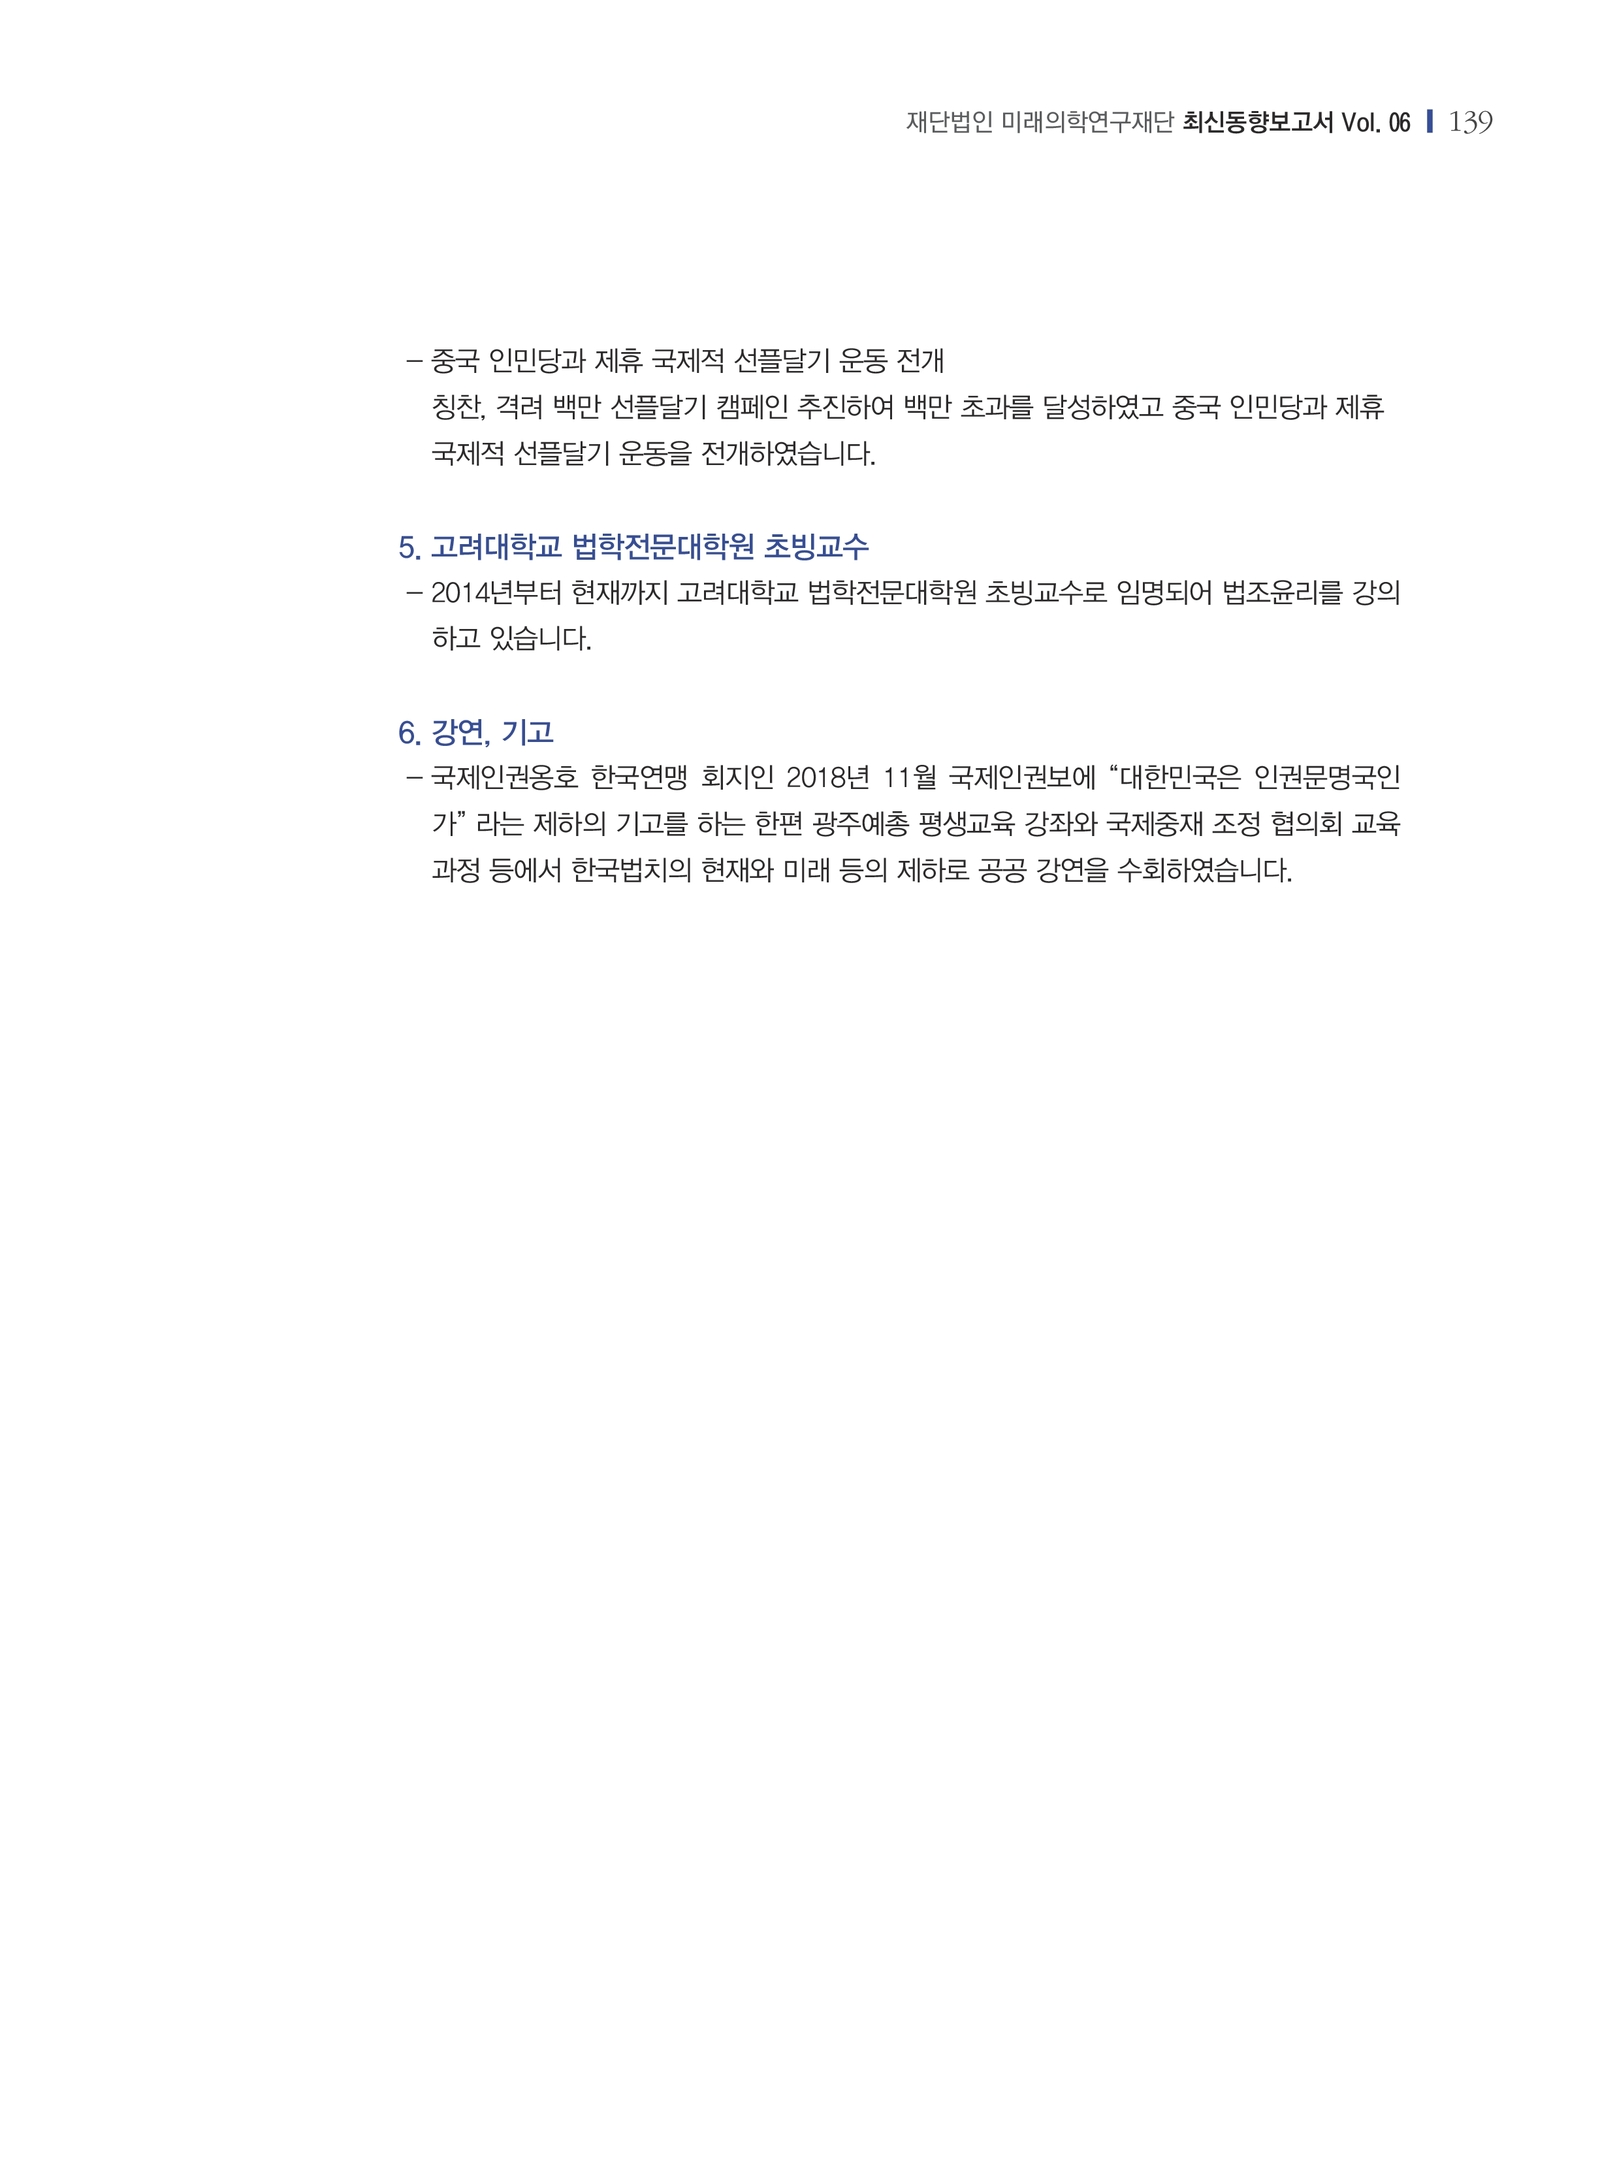 재단법인 미래의학연구재단 최신동향보고서 Vol. 06 139
– 중국 인민당과 제휴 국제적 선플달기 운동 전개
칭찬, 격려 백만 선플달기 캠페인 추진하여 백만 초과를 달성하였고 중국 인민당과 제휴
국제적 선플달기 운동을 전개하였습니다.
5. 고려대학교 법학전문대학원 초빙교수
– 2014년부터 현재까지 고려대학교 법학전문대학원 초빙교수로 임명되어 법조윤리를 강의
하고 있습니다.
6. 강연, 기고
– 국제인권옹호 한국연맹 회지인 2018년 11월 국제인권보에 “대한민국은 인권문명국인
가” 라는 제하의 기고를 하는 한편 광주예총 평생교육 강좌와 국제중재 조정 협의회 교육
과정 등에서 한국법치의 현재와 미래 등의 제하로 공공 강연을 수회하였습니다.